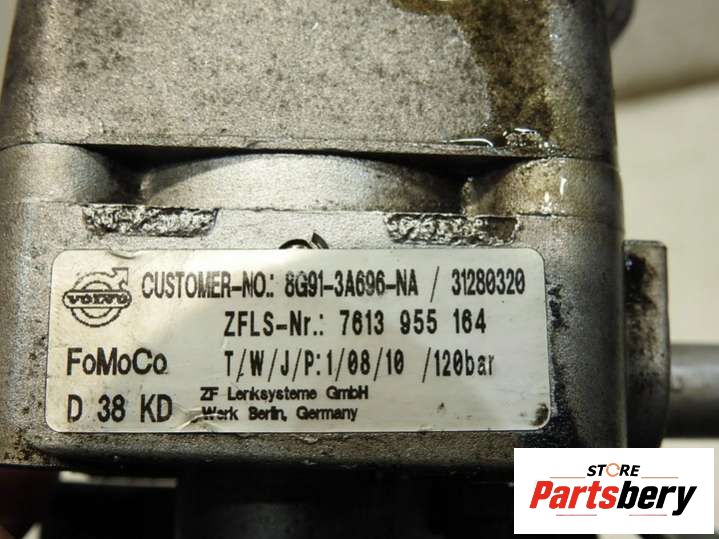 VOLVO
CUSTOMER-NO.: 8G91-3A696-NA / 31280320
ZFLS-Nr.: 7613 955 164
FoMoCo
T/W/J/P:1/08/10 /120bar
D 38 KD
ZF Lenksysteme GmbH
Werk Berlin, Germany
STORE
Partsbery